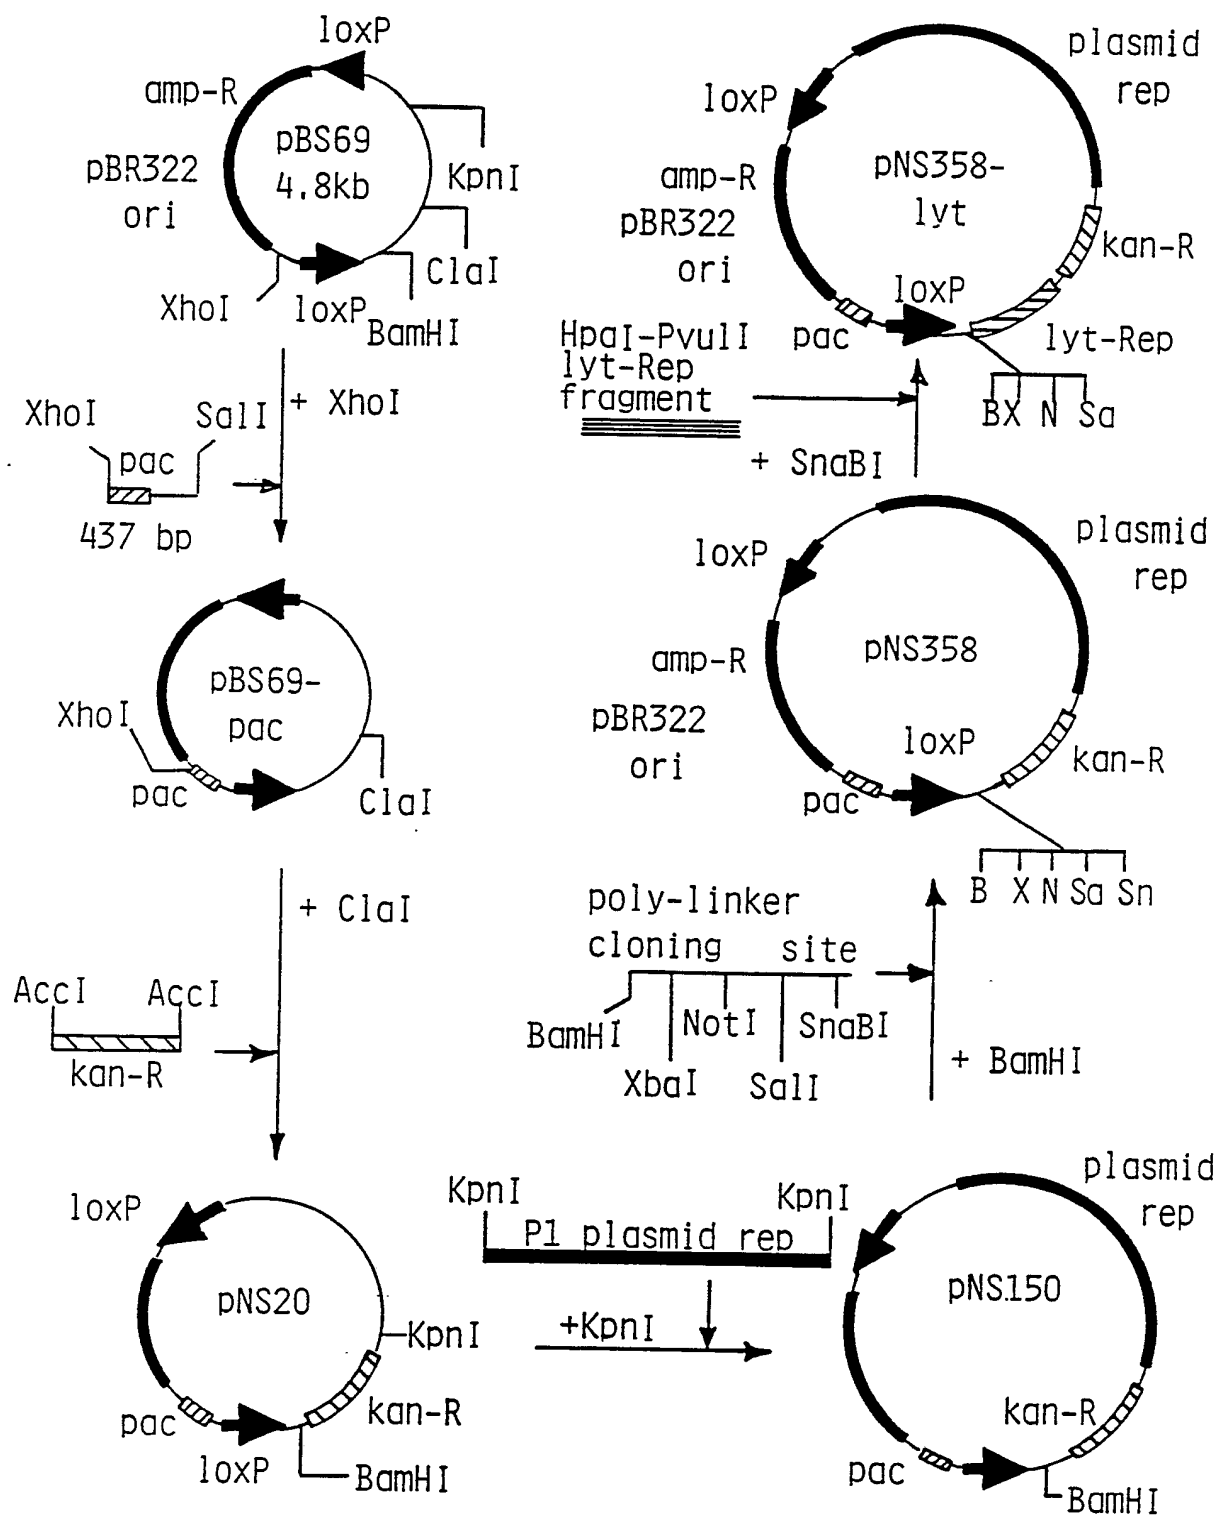 loxP
amp-R
pBS69
4.8kb
pBR322
ori
KpnI
ClaI
XhoI
loxP
BamHI
+ XhoI
XhoI
SalI
pac
437 bp
pBS69-
pac
XhoI
pac
ClaI
+ ClaI
AccI
AccI
kan-R
loxP
pNS20
KpnI
pac
kan-R
loxP
BamHI
KpnI
KpnI
P1 plasmid rep
+KpnI
plasmid
rep
pNS150
kan-R
pac
BamHI
poly-linker
cloning site
BamHI
XbaI
NotI
SalI
SnaBI
+ BamHI
plasmid
rep
loxP
amp-R
pNS358
pBR322
ori
loxP
kan-R
pac
B X N Sa Sn
HpaI-PvulI
lyt-Rep
fragment
+ SnaBI
plasmid
rep
loxP
amp-R
pNS358-
lyt
pBR322
ori
kan-R
loxP
pac
lyt-Rep
BX N Sa